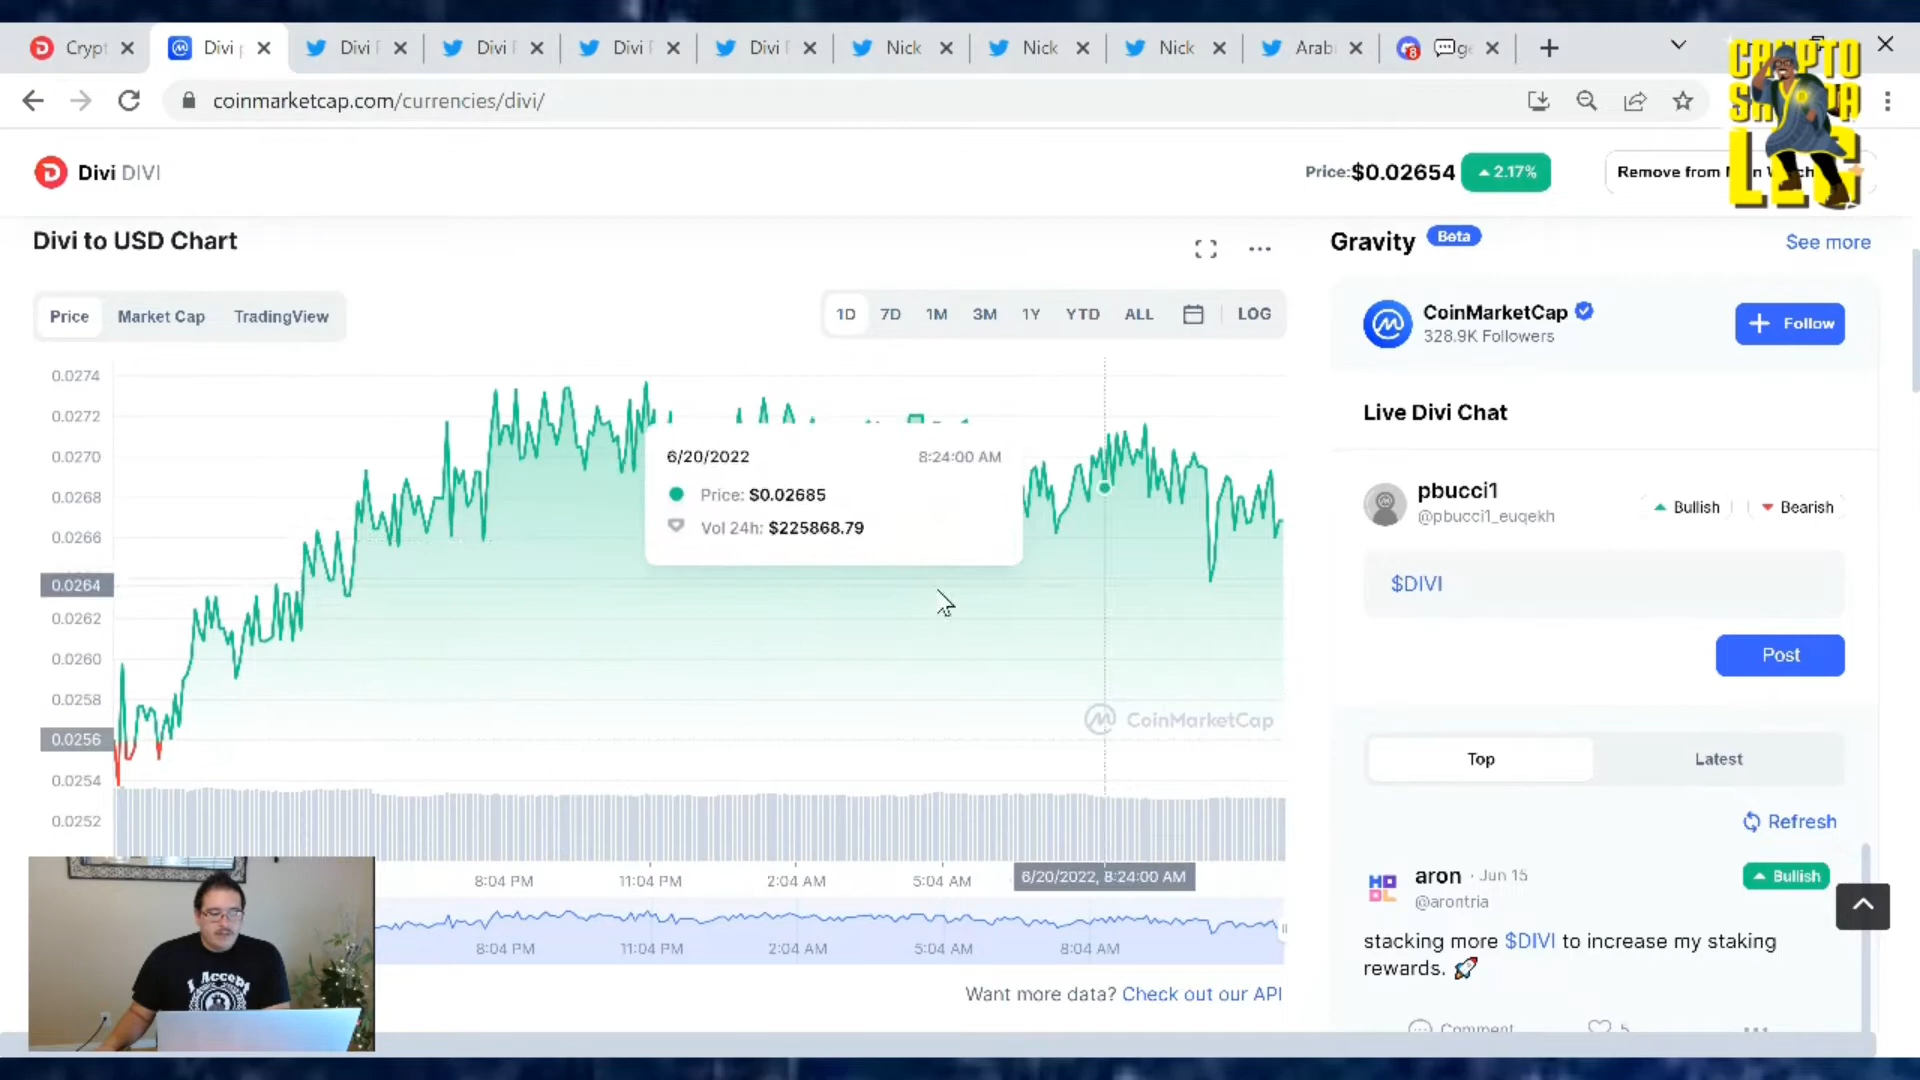 Crypt
Divi p
Divi P
Divi P
Divi P
Divi P
Nick
Nick
Nick
Arab
coinmarketcap.com/currencies/divi/
CRYPTO
LEG
Divi DIVI
Price:$0.02654
2.17%
Remove from
Divi to USD Chart
Gravity Beta
See more
Price Market Cap TradingView
1D 7D 1M 3M 1Y YTD ALL LOG
CoinMarketCap
328.9K Followers
+ Follow
0.0274
0.0272
0.0270
0.0268
0.0266
0.0264
0.0262
0.0260
0.0258
0.0256
0.0254
0.0252
6/20/2022 8:24:00 AM
Price: $0.02685
Vol 24h: $225868.79
CoinMarketCap
8:04 PM 11:04 PM 2:04 AM 5:04 AM
6/20/2022, 8:24:00 AM
8:04 PM 11:04 PM 2:04 AM 5:04 AM 8:04 AM
Want more data? Check out our API
Live Divi Chat
pbucci1
@pbucci1_euqekh
Bullish
Bearish
$DIVI
Post
Top Latest
Refresh
HODL
aron · Jun 15
@arontria
Bullish
stacking more $DIVI to increase my staking
rewards. 🚀
Comment
5
I Accept